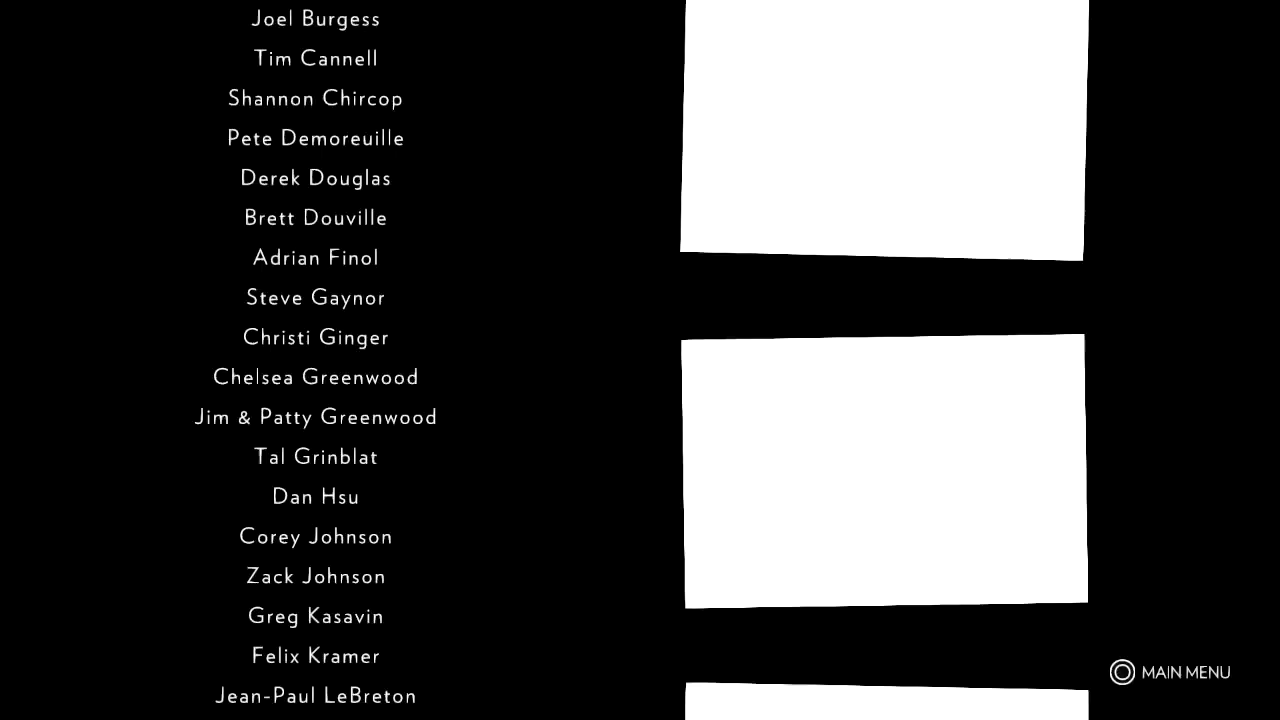 Joel Burgess
Tim Cannell
Shannon Chircop
Pete Demoreuille
Derek Douglas
Brett Douville
Adrian Finol
Steve Gaynor
Christi Ginger
Chelsea Greenwood
Jim & Patty Greenwood
Tal Grinblat
Dan Hsu
Corey Johnson
Zack Johnson
Greg Kasavin
Felix Kramer
Jean-Paul LeBreton
MAIN MENU